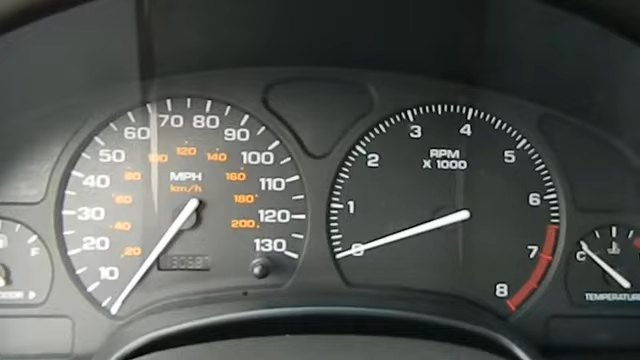 60 70 80
50 90
40 100
30 110
20 120
10 130
100 120 140
80 160
60 180
40 200
20
MPH
km/h
3 4
2 5
1 6
0 7
8
RPM
X 1000
F
C
TEMPERATURE